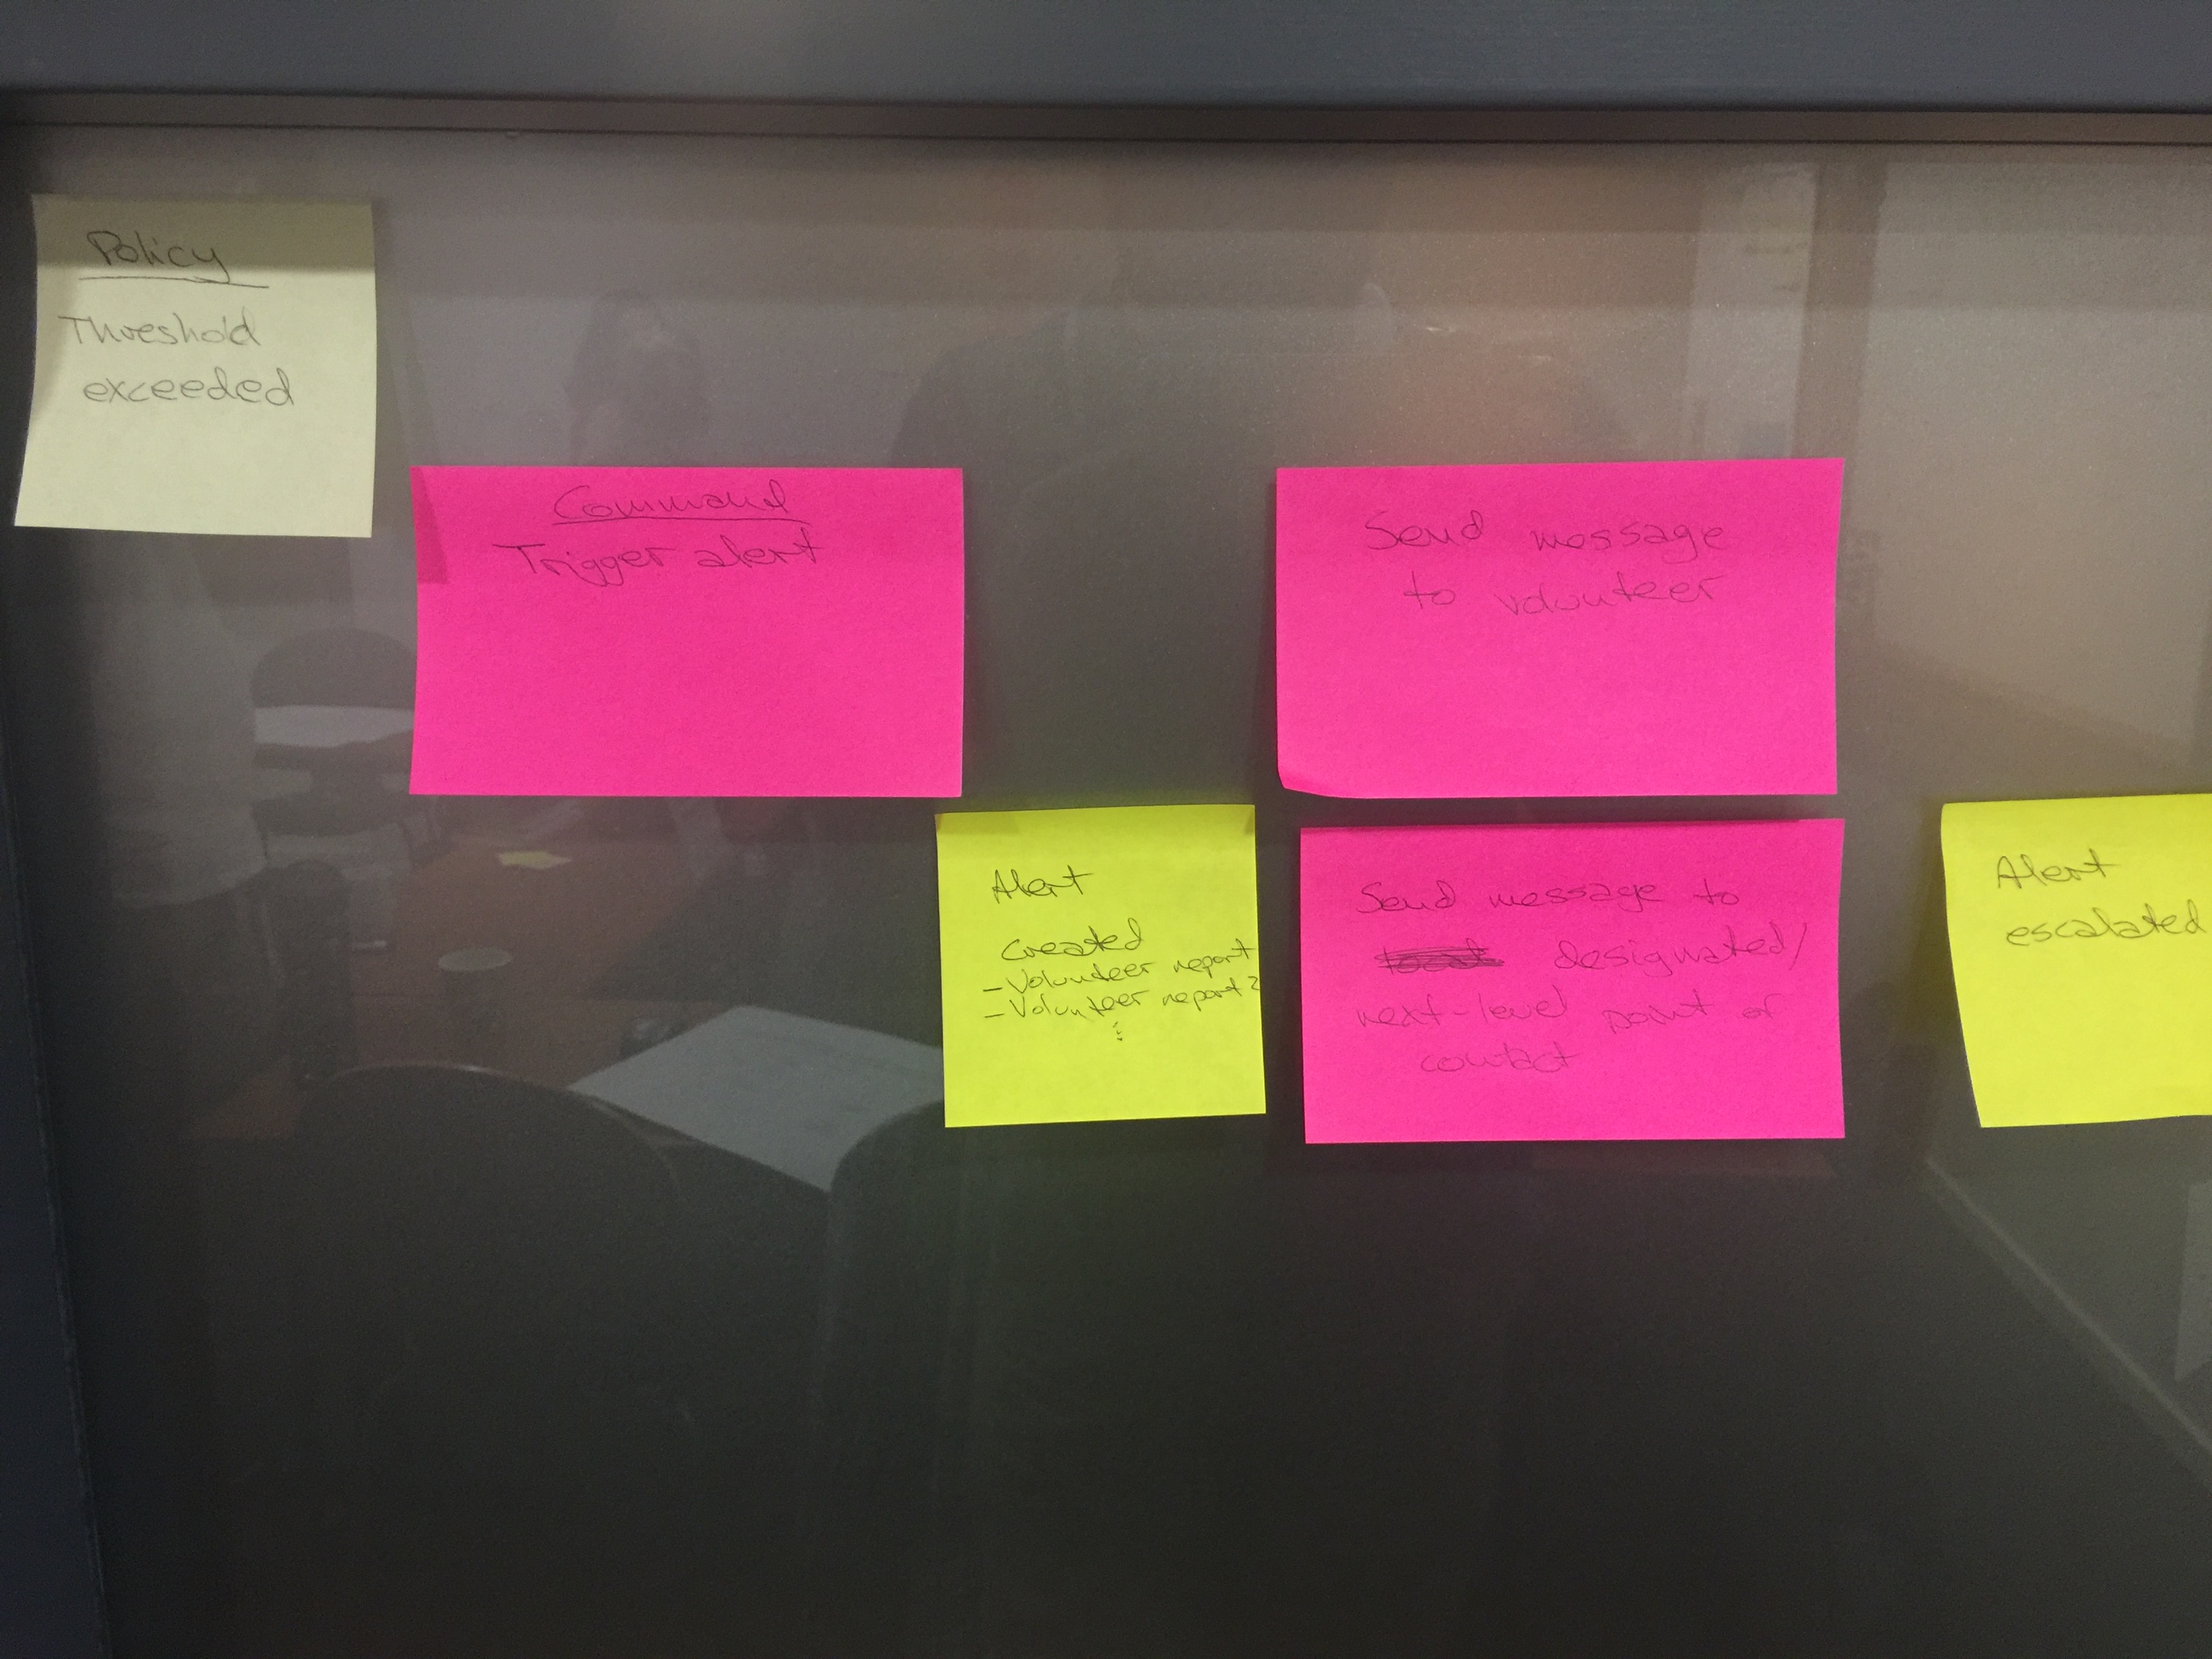 Policy
Threshold
exceeded
Command
Trigger alert
Send message
to volunteer
Alert
created
- Volunteer report
- Volunteer report 2
⋮
Send message to
designated/
next-level point or
contact
Alert
escalated